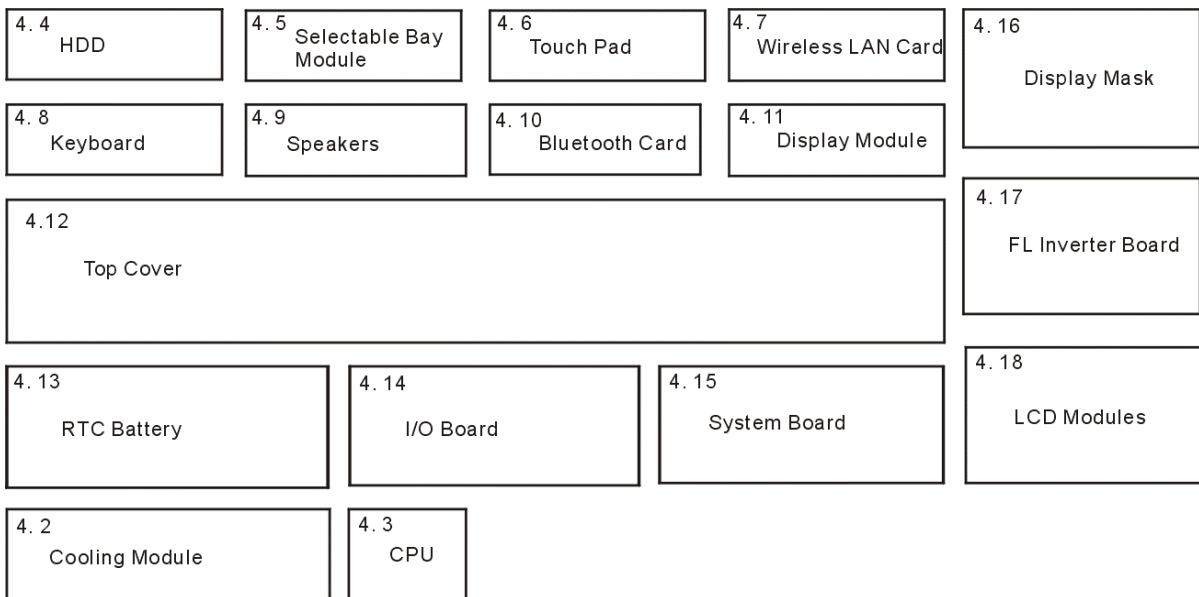 4. 4
HDD
4. 5
Selectable Bay
Module
4. 6
Touch Pad
4. 7
Wireless LAN Card
4. 16
Display Mask
4. 8
Keyboard
4. 9
Speakers
4. 10
Bluetooth Card
4. 11
Display Module
4.12
Top Cover
4. 17
FL Inverter Board
4. 13
RTC Battery
4. 14
I/O Board
4. 15
System Board
4. 18
LCD Modules
4. 2
Cooling Module
4. 3
CPU